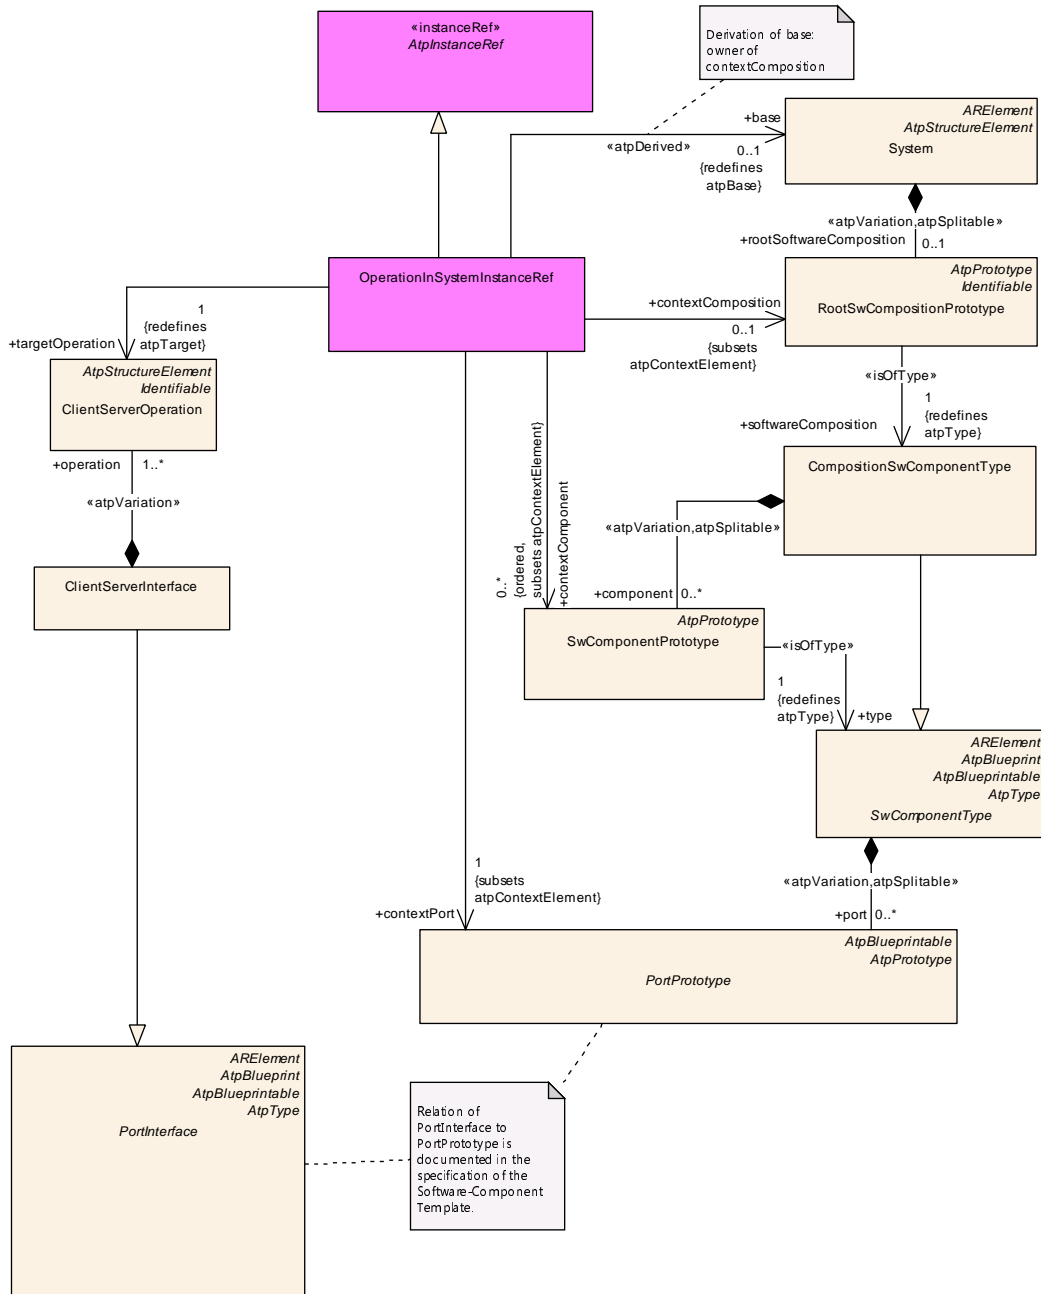 «instanceRef»
AtpInstanceRef
Derivation of base:
owner of
contextComposition
+base
«atpDerived»
0..1
{redefines
atpBase}
ARElement
AtpStructureElement
System
«atpVariation,atpSplitable»
+rootSoftwareComposition
0..1
OperationInSystemInstanceRef
AtpPrototype
Identifiable
RootSwCompositionPrototype
+contextComposition
0..1
{subsets
atpContextElement}
1
{redefines
atpTarget}
+targetOperation
AtpStructureElement
Identifiable
ClientServerOperation
«isOfType»
1
{redefines
atpType}
+softwareComposition
+operation
1..*
«atpVariation»
CompositionSwComponentType
«atpVariation,atpSplitable»
0..*
{ordered,
subsets atpContextElement}
+contextComponent
ClientServerInterface
+component
0..*
AtpPrototype
SwComponentPrototype
«isOfType»
1
{redefines
atpType}
+type
ARElement
AtpBlueprint
AtpBlueprintable
AtpType
SwComponentType
«atpVariation,atpSplitable»
+port
0..*
1
{subsets
atpContextElement}
+contextPort
AtpBlueprintable
AtpPrototype
PortPrototype
ARElement
AtpBlueprint
AtpBlueprintable
AtpType
PortInterface
Relation of
PortInterface to
PortPrototype is
documented in the
specification of the
Software-Component
Template.